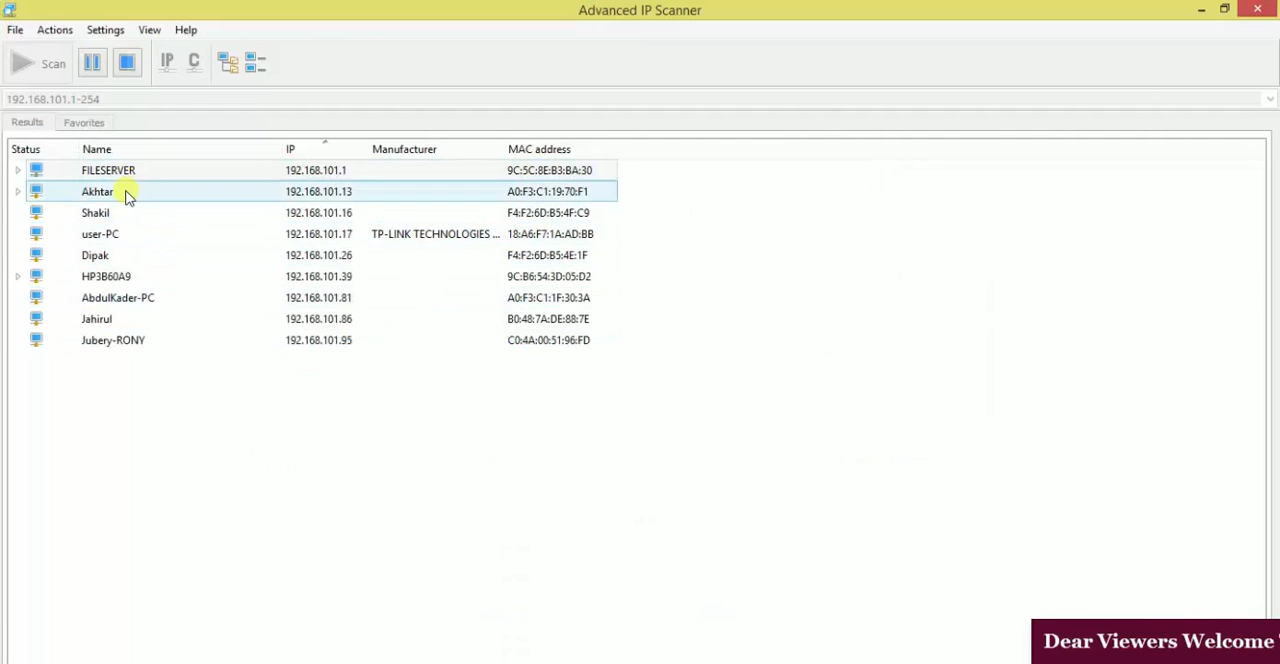 Advanced IP Scanner
File Actions Settings View Help
Scan IP C
192.168.101.1-254
Results Favorites
Status Name IP Manufacturer MAC address
FILESERVER 192.168.101.1 9C:5C:8E:B3:BA:30
Akhtar 192.168.101.13 A0:F3:C1:19:70:F1
Shakil 192.168.101.16 F4:F2:6D:B5:4F:C9
user-PC 192.168.101.17 TP-LINK TECHNOLOGIES ... 18:A6:F7:1A:AD:BB
Dipak 192.168.101.26 F4:F2:6D:B5:4E:1F
HP3B60A9 192.168.101.39 9C:B6:54:3D:05:D2
AbdulKader-PC 192.168.101.81 A0:F3:C1:1F:30:3A
Jahirul 192.168.101.86 B0:48:7A:DE:88:7E
Jubery-RONY 192.168.101.95 C0:4A:00:51:96:FD
Dear Viewers Welcome